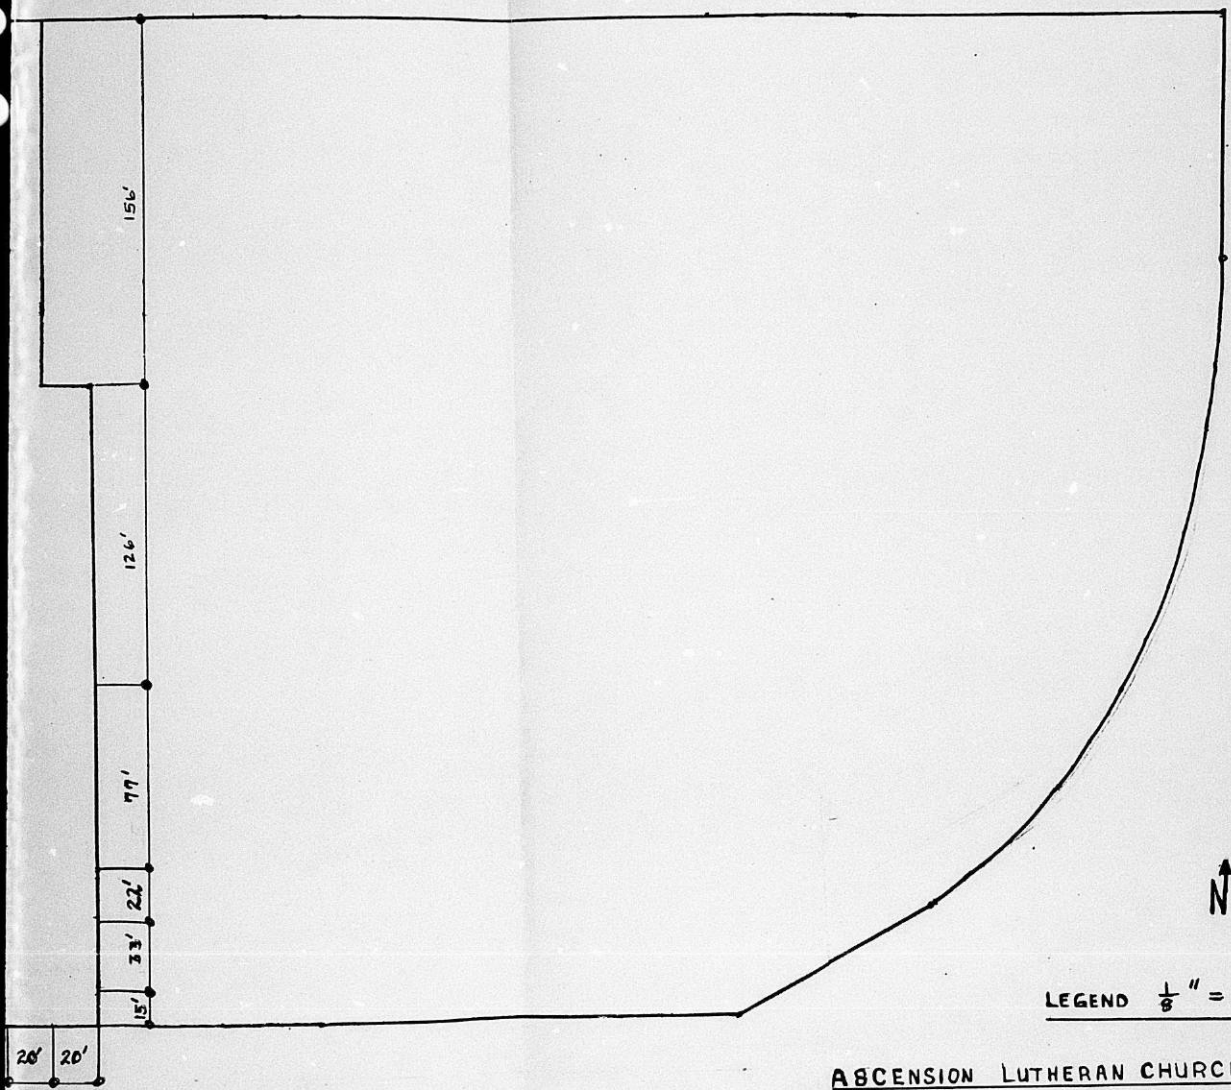 156'
126'
77'
22'
33'
15'
20' 20'
N
LEGEND 1/8" =
ASCENSION LUTHERAN CHURC